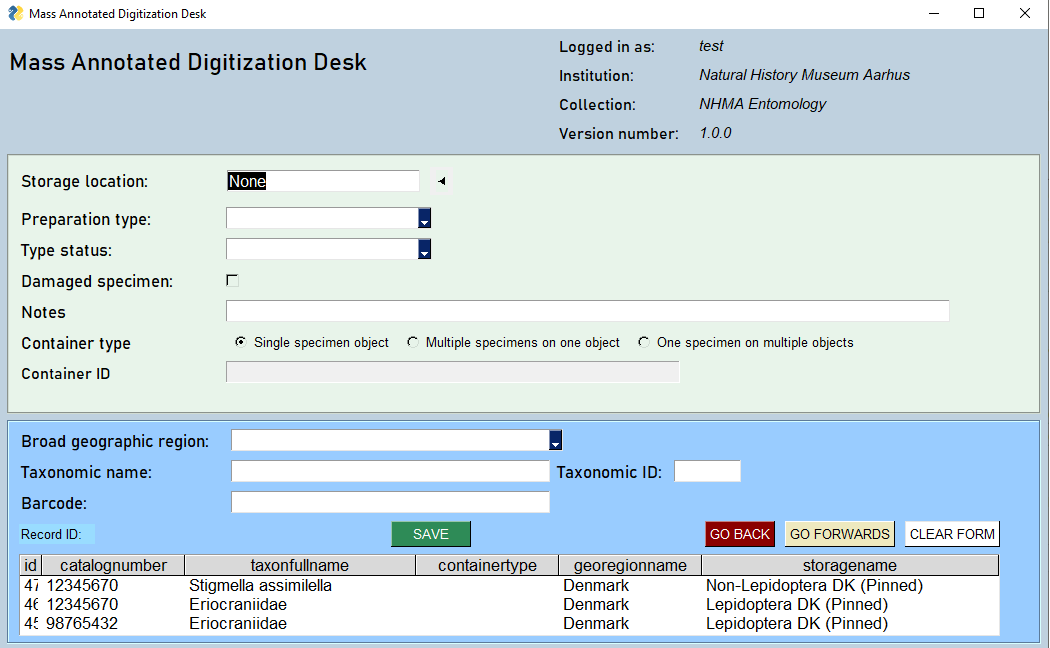 Mass Annotated Digitization Desk
Mass Annotated Digitization Desk
Logged in as: test
Institution: Natural History Museum Aarhus
Collection: NHMA Entomology
Version number: 1.0.0
Storage location: None
Preparation type:
Type status:
Damaged specimen:
Notes
Container type Single specimen object Multiple specimens on one object One specimen on multiple objects
Container ID
Broad geographic region:
Taxonomic name: Taxonomic ID:
Barcode:
Record ID: SAVE GO BACK GO FORWARDS CLEAR FORM
id catalognumber taxonfullname containertype georegionname storagename
47 12345670 Stigmella assimilella Denmark Non-Lepidoptera DK (Pinned)
46 12345670 Eriocraniidae Denmark Lepidoptera DK (Pinned)
45 98765432 Eriocraniidae Denmark Lepidoptera DK (Pinned)